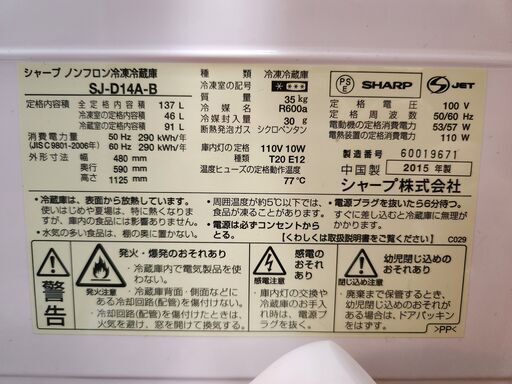 シャープ ノンフロン冷凍冷蔵庫
SJ-D14A-B
定格内容積 全定格内容積 137 L
冷凍室 46 L
冷蔵室 91 L
消費電力量 50 Hz 290 kWh/年
(JIS C 9801-2006年) 60 Hz 290 kWh/年
外形寸法 幅 480 mm
奥行 590 mm
高さ 1125 mm
種類 冷凍冷蔵庫
冷凍室の記号 * ***
質量 35 kg
冷媒名 R600a
冷媒量 30 g
断熱発泡ガス シクロペンタン
庫内灯の定格 110V 10W
種類 T20 E12
温度ヒューズの定格動作温度
77 ℃
PS E SHARP S JET
定格電圧 100 V
定格周波数 50/60 Hz
電動機の定格消費電力 53/57 W
電熱装置の定格消費電力 110 W
製造番号 60019671
中国製 2015 年製
シャープ株式会社
・冷蔵庫は、表面から放熱しています。
使いはじめや夏場は、特に熱く感じ
ますが、庫内の食品には影響ありません。
・水気の多い食品は、棚の奥に置かない。
・周囲温度が約5℃以下では、
食品が凍ることがあります。
・電源は必ずコンセントから
とる。
・電源プラグを抜いたら6分待つ。
すぐに差し込むと冷蔵庫に無理が
かかります。
【くわしくは取扱説明書をご覧ください】 C029
警告
発火・爆発のおそれあり
発火注意
・冷蔵庫内で電気製品を使
わない。
・冷蔵庫背面・側面などに
ある冷却回路(配管)を傷付けない。
・冷却回路(配管)を傷付けたときは、
火気を避け、窓を開けて換気する。
感電の
おそれあり
感電注意
・庫内灯の交換や
冷蔵庫のお手入
れ時は、電源プ
ラグを抜く。
幼児閉じ込めの
おそれあり
閉じ込め注意
・廃棄まで保管するとき、
幼児閉じ込めのおそれが
ある場合は、ドアパッキン
をはずす。
>PP<